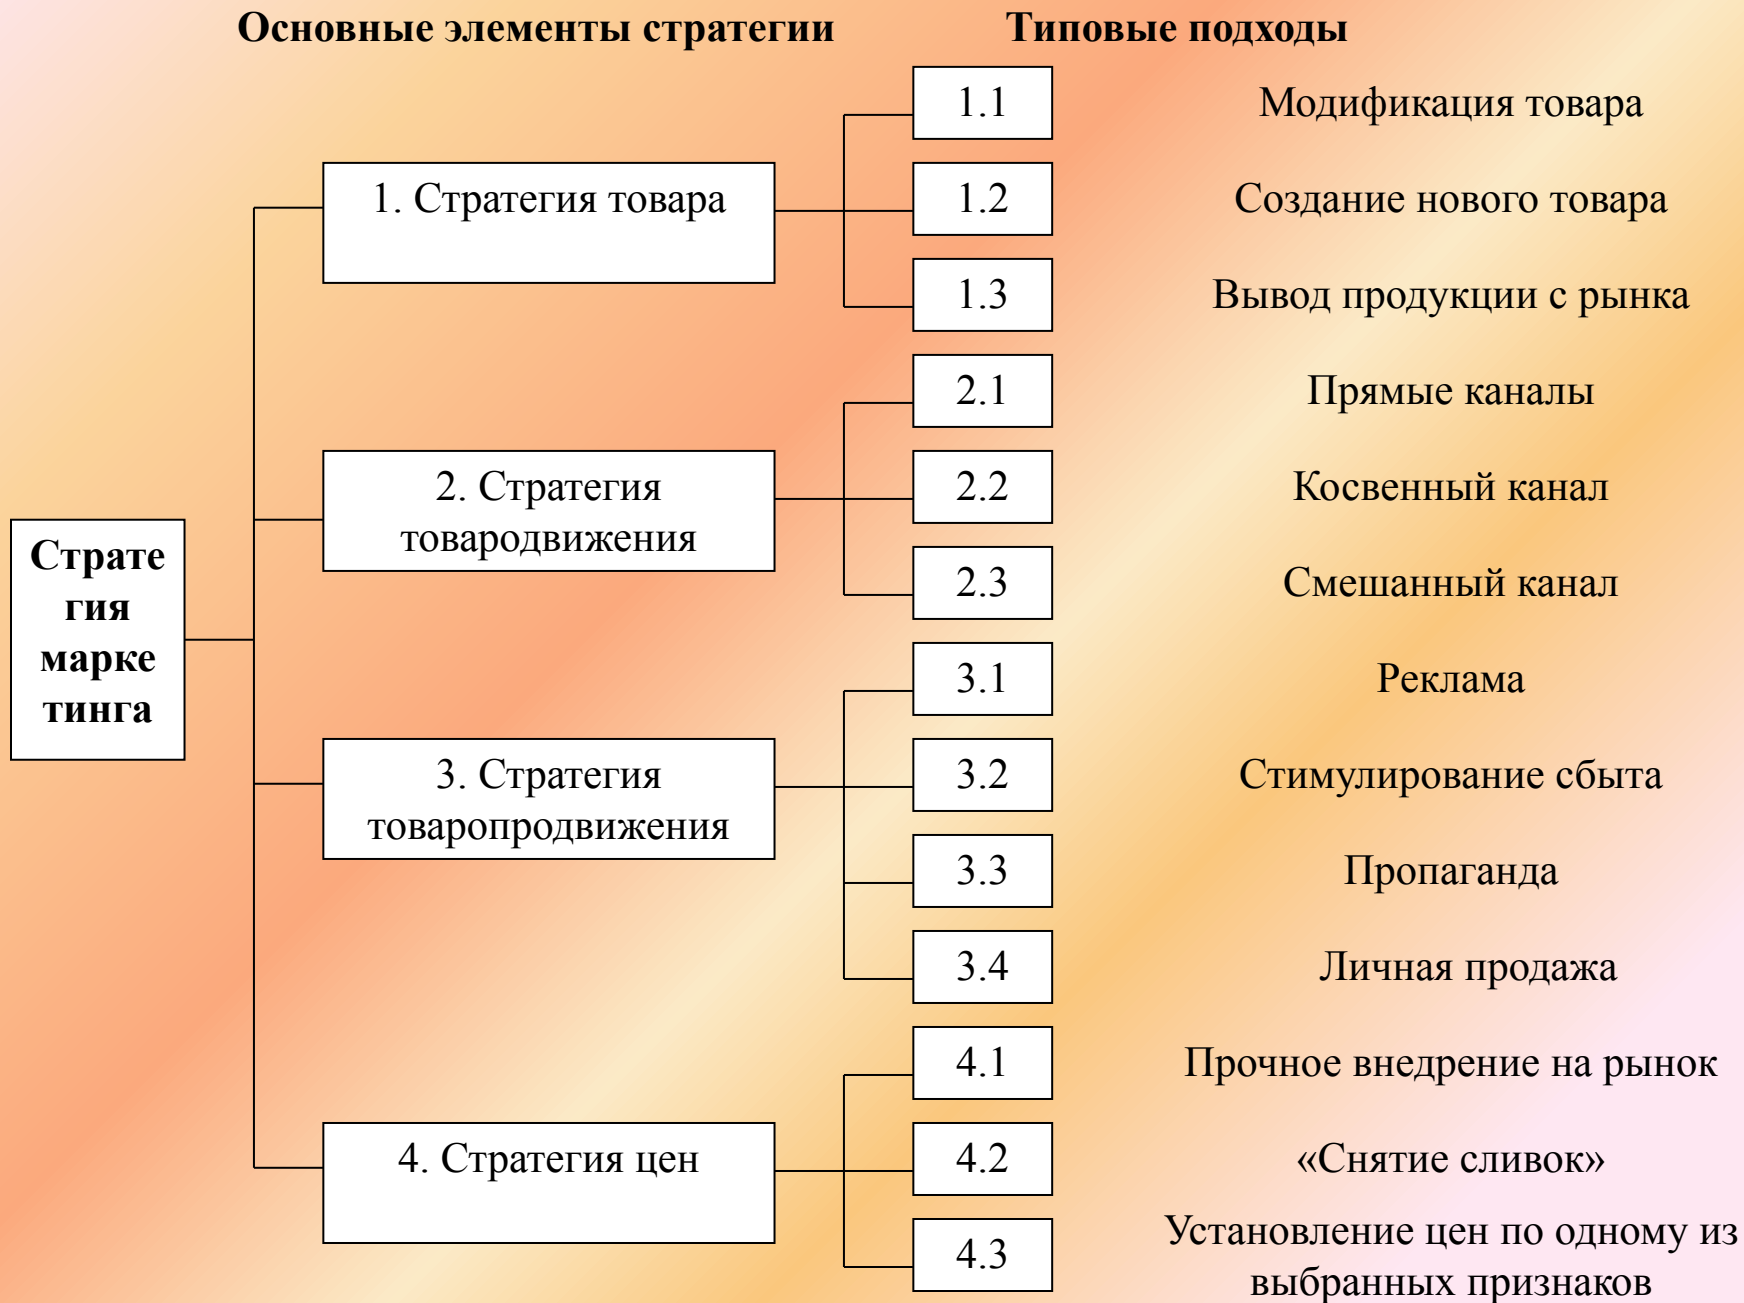 Основные элементы стратегии
Типовые подходы
1.1
Модификация товара
1. Стратегия товара
1.2
Создание нового товара
1.3
Вывод продукции с рынка
2.1
Прямые каналы
2. Стратегия
товародвижения
2.2
Косвенный канал
2.3
Смешанный канал
Страте
гия
марке
тинга
3.1
Реклама
3. Стратегия
товаропродвижения
3.2
Стимулирование сбыта
3.3
Пропаганда
3.4
Личная продажа
4.1
Прочное внедрение на рынок
4. Стратегия цен
4.2
«Снятие сливок»
4.3
Установление цен по одному из
выбранных признаков